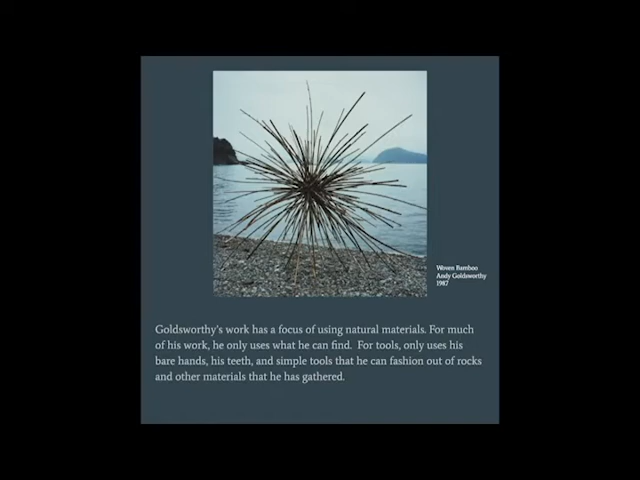 Woven Bamboo
Andy Goldsworthy
1987
Goldsworthy's work has a focus of using natural materials. For much
of his work, he only uses what he can find. For tools, only uses his
bare hands, his teeth, and simple tools that he can fashion out of rocks
and other materials that he has gathered.